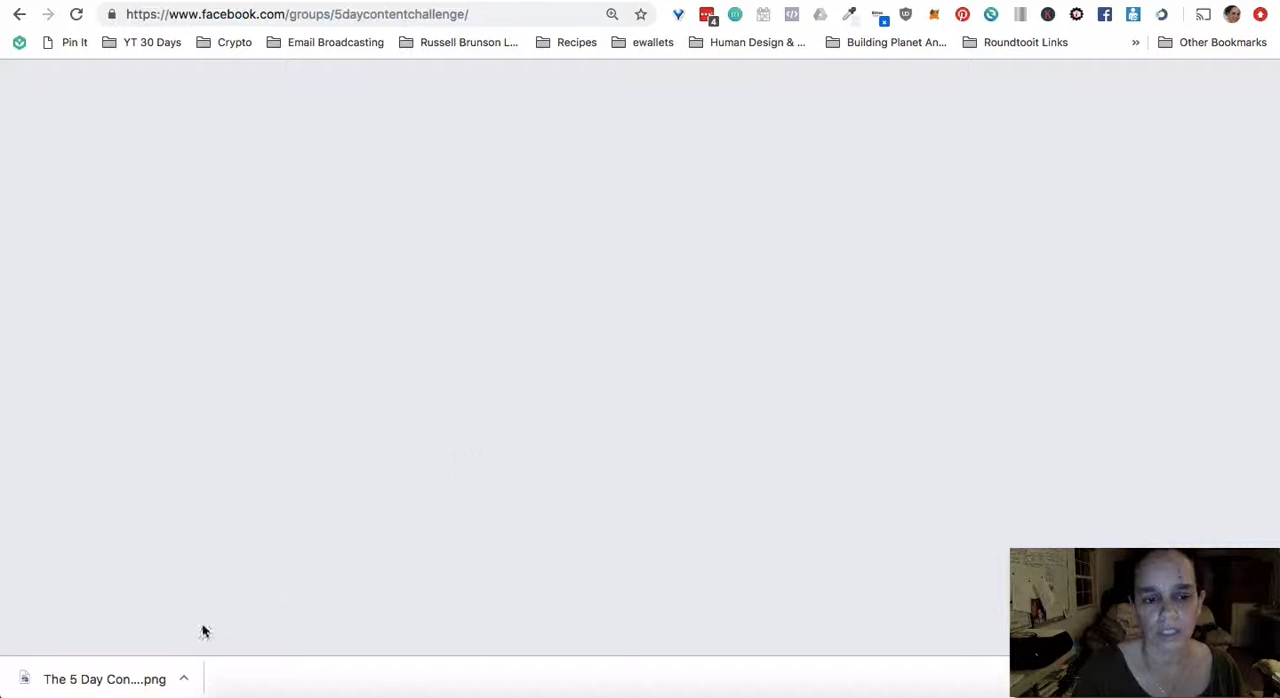 https://www.facebook.com/groups/5daycontentchallenge/
4
Pin It YT 30 Days Crypto Email Broadcasting Russell Brunson L... Recipes ewallets Human Design & ... Building Planet An... Roundtooit Links » Other Bookmarks
The 5 Day Con....png